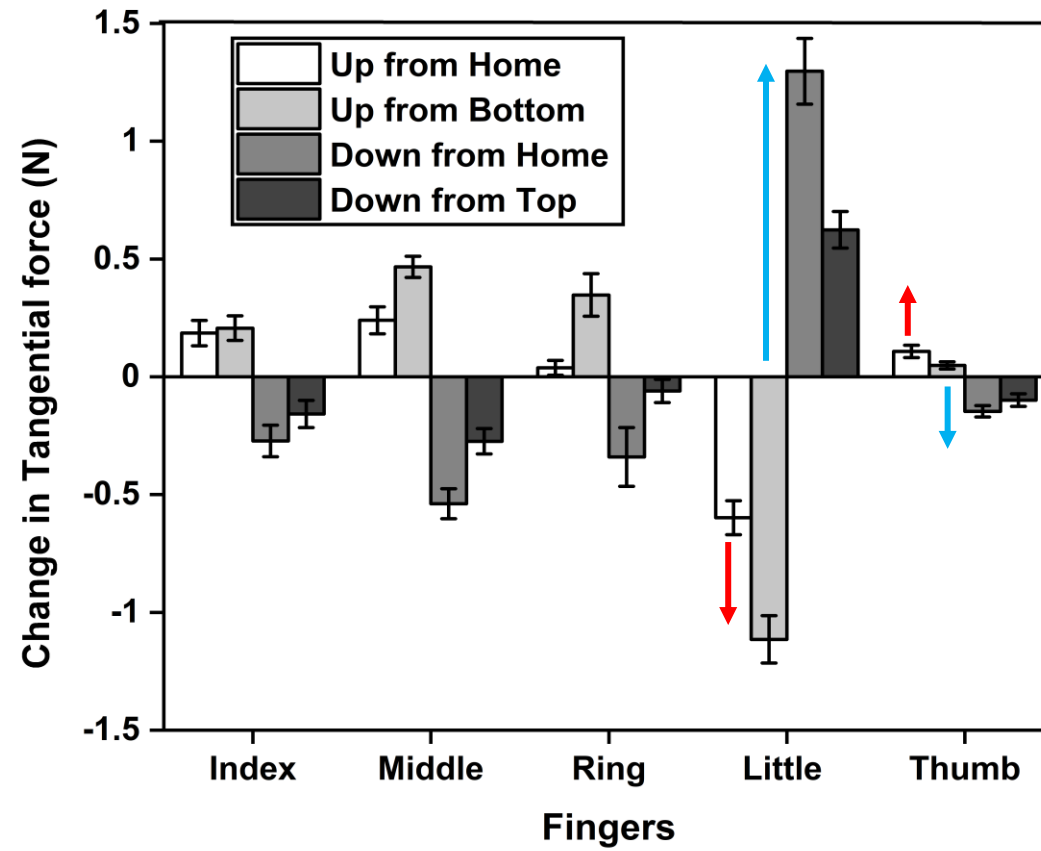 Change in Tangential force (N)
1.5
1
0.5
0
-0.5
-1
-1.5
Up from Home
Up from Bottom
Down from Home
Down from Top
Index Middle Ring Little Thumb
Fingers